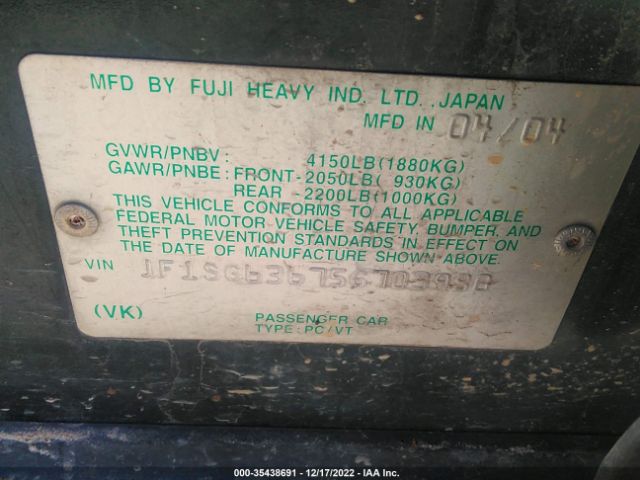 MFD BY FUJI HEAVY IND. LTD. JAPAN
MFD IN 04/04
GVWR/PNBV : 4150LB(1880KG)
GAWR/PNBE : FRONT-2050LB( 930KG)
REAR -2200LB(1000KG)
THIS VEHICLE CONFORMS TO ALL APPLICABLE
FEDERAL MOTOR VEHICLE SAFETY, BUMPER, AND
THEFT PREVENTION STANDARDS IN EFFECT ON
THE DATE OF MANUFACTURE SHOWN ABOVE.
VIN
(VK)
PASSENGER CAR
TYPE : PC/VT
000-35438691 - 12/17/2022 - IAA Inc.